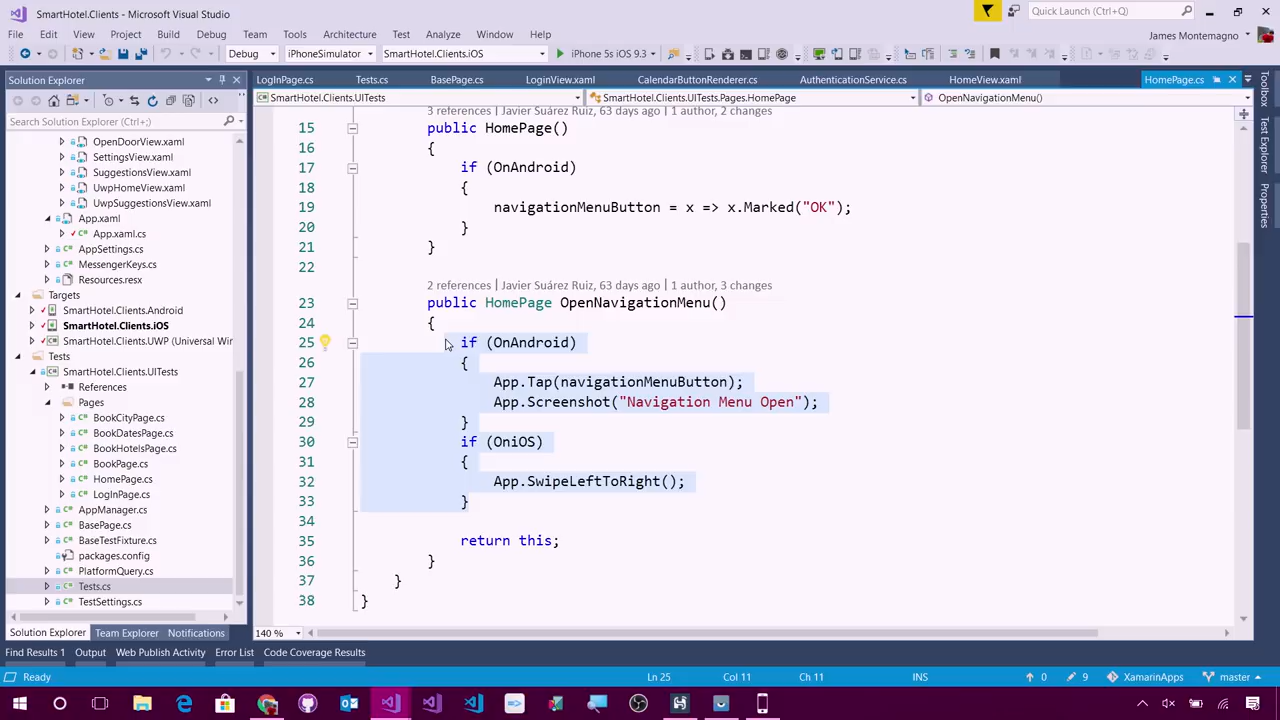 SmartHotel.Clients - Microsoft Visual Studio
Quick Launch (Ctrl+Q)
File Edit View Project Build Debug Team Tools Architecture Test Analyze Window Help
James Montemagno
Debug iPhoneSimulator SmartHotel.Clients.iOS iPhone 5s iOS 9.3
Solution Explorer
LogInPage.cs Tests.cs BasePage.cs LoginView.xaml CalendarButtonRenderer.cs AuthenticationService.cs HomeView.xaml HomePage.cs
SmartHotel.Clients.UITests SmartHotel.Clients.UITests.Pages.HomePage OpenNavigationMenu()
Search Solution Explorer (Ctrl+;)
OpenDoorView.xaml
SettingsView.xaml
SuggestionsView.xaml
UwpHomeView.xaml
UwpSuggestionsView.xaml
App.xaml
App.xaml.cs
AppSettings.cs
MessengerKeys.cs
Resources.resx
Targets
SmartHotel.Clients.Android
SmartHotel.Clients.iOS
SmartHotel.Clients.UWP (Universal Wir
Tests
SmartHotel.Clients.UITests
References
Pages
BookCityPage.cs
BookDatesPage.cs
BookHotelsPage.cs
BookPage.cs
HomePage.cs
LogInPage.cs
AppManager.cs
BasePage.cs
BaseTestFixture.cs
packages.config
PlatformQuery.cs
Tests.cs
TestSettings.cs
Solution Explorer Team Explorer Notifications
3 references | Javier Suárez Ruiz, 63 days ago | 1 author, 2 changes
15 public HomePage()
16 {
17 if (OnAndroid)
18 {
19 navigationMenuButton = x => x.Marked("OK");
20 }
21 }
22
2 references | Javier Suárez Ruiz, 63 days ago | 1 author, 3 changes
23 public HomePage OpenNavigationMenu()
24 {
25 if (OnAndroid)
26 {
27 App.Tap(navigationMenuButton);
28 App.Screenshot("Navigation Menu Open");
29 }
30 if (OniOS)
31 {
32 App.SwipeLeftToRight();
33 }
34
35 return this;
36 }
37 }
38 }
140 %
Toolbox
Test Explorer
Properties
Find Results 1 Output Web Publish Activity Error List Code Coverage Results
Ready Ln 25 Col 11 Ch 11 INS 0 9 XamarinApps master